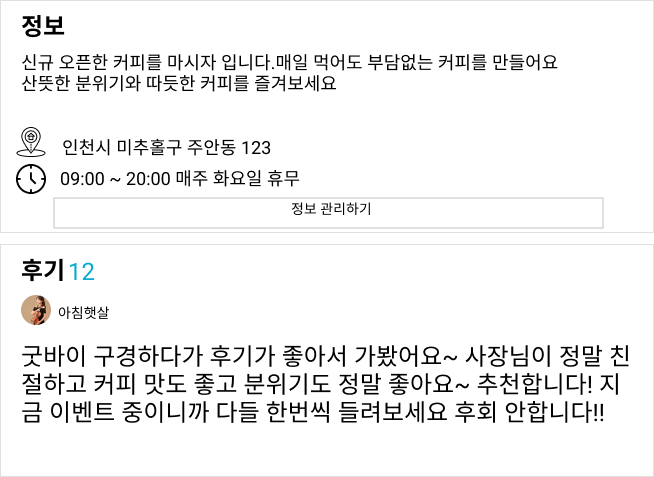 정보
신규 오픈한 커피를 마시자 입니다.매일 먹어도 부담없는 커피를 만들어요
산뜻한 분위기와 따듯한 커피를 즐겨보세요
인천시 미추홀구 주안동 123
09:00 ~ 20:00 매주 화요일 휴무
정보 관리하기
후기 12
아침햇살
굿바이 구경하다가 후기가 좋아서 가봤어요~ 사장님이 정말 친
절하고 커피 맛도 좋고 분위기도 정말 좋아요~ 추천합니다! 지
금 이벤트 중이니까 다들 한번씩 들려보세요 후회 안합니다!!